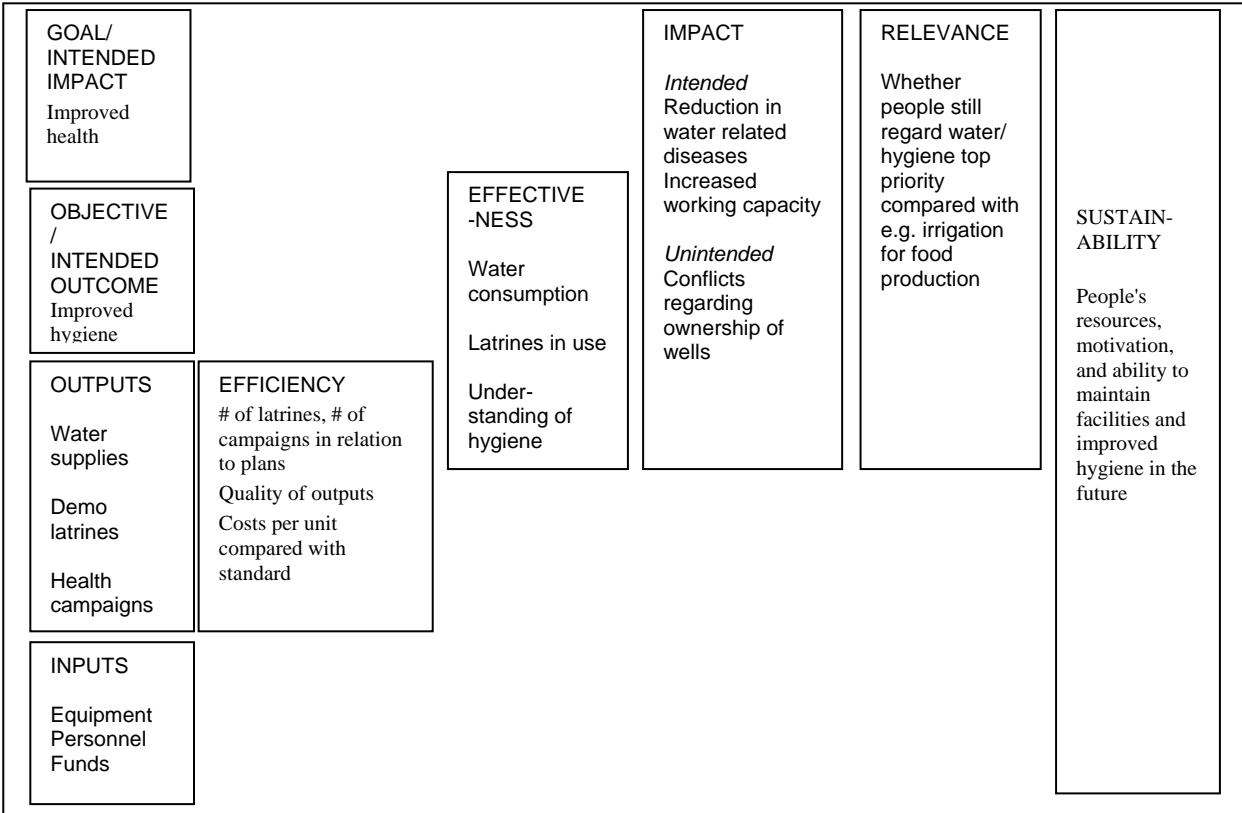 GOAL/
INTENDED
IMPACT
Improved
health
OBJECTIVE
/
INTENDED
OUTCOME
Improved
hygiene
OUTPUTS
Water
supplies
Demo
latrines
Health
campaigns
INPUTS
Equipment
Personnel
Funds
EFFICIENCY
# of latrines, # of
campaigns in relation
to plans
Quality of outputs
Costs per unit
compared with
standard
EFFECTIVE
-NESS
Water
consumption
Latrines in use
Under-
standing of
hygiene
IMPACT
Intended
Reduction in
water related
diseases
Increased
working capacity
Unintended
Conflicts
regarding
ownership of
wells
RELEVANCE
Whether
people still
regard water/
hygiene top
priority
compared with
e.g. irrigation
for food
production
SUSTAIN-
ABILITY
People's
resources,
motivation,
and ability to
maintain
facilities and
improved
hygiene in the
future